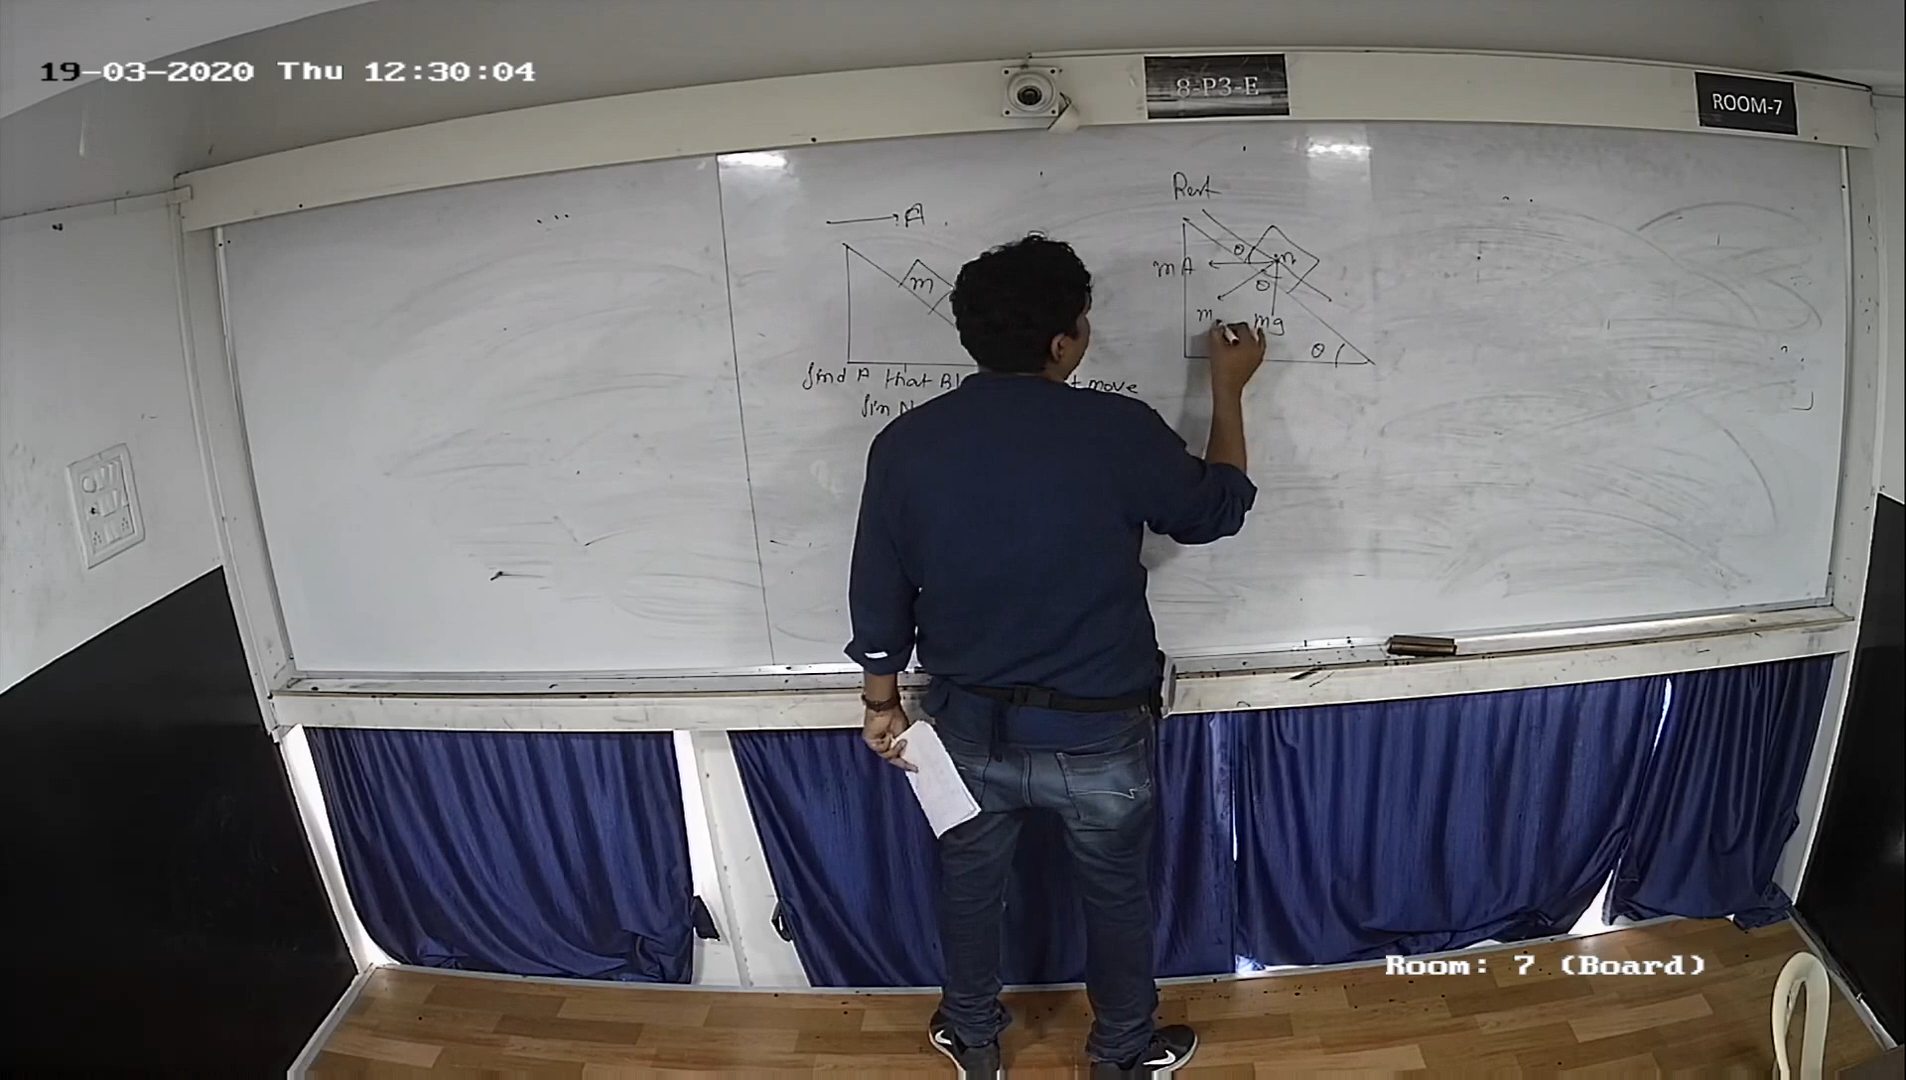 19-03-2020 Thu 12:30:04
8-P3-E
ROOM-7
A
m
find A that move
Rest
θ
m
mA
θ
m
mg
θ
Room: 7 (Board)